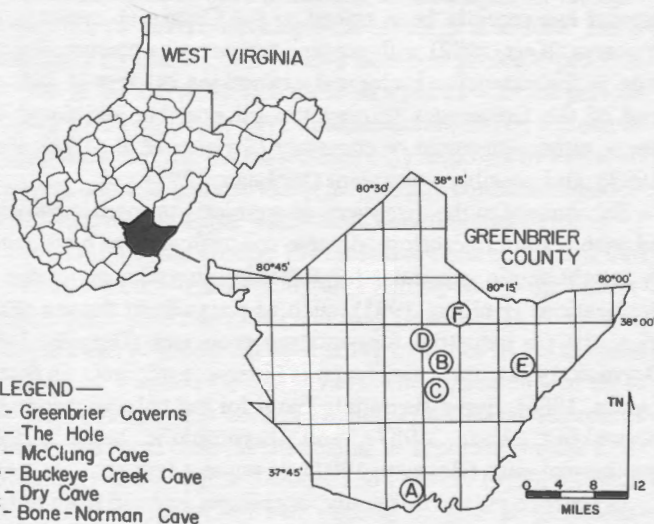 WEST VIRGINIA
38° 15'
80° 30'
GREENBRIER
COUNTY
80° 45'
80° 15'
80° 00'
38° 00'
F
D
B
E
C
37° 45'
A
TN
0 4 8 12
MILES
LEGEND—
- Greenbrier Caverns
- The Hole
- McClung Cave
- Buckeye Creek Cave
- Dry Cave
- Bone-Norman Cave